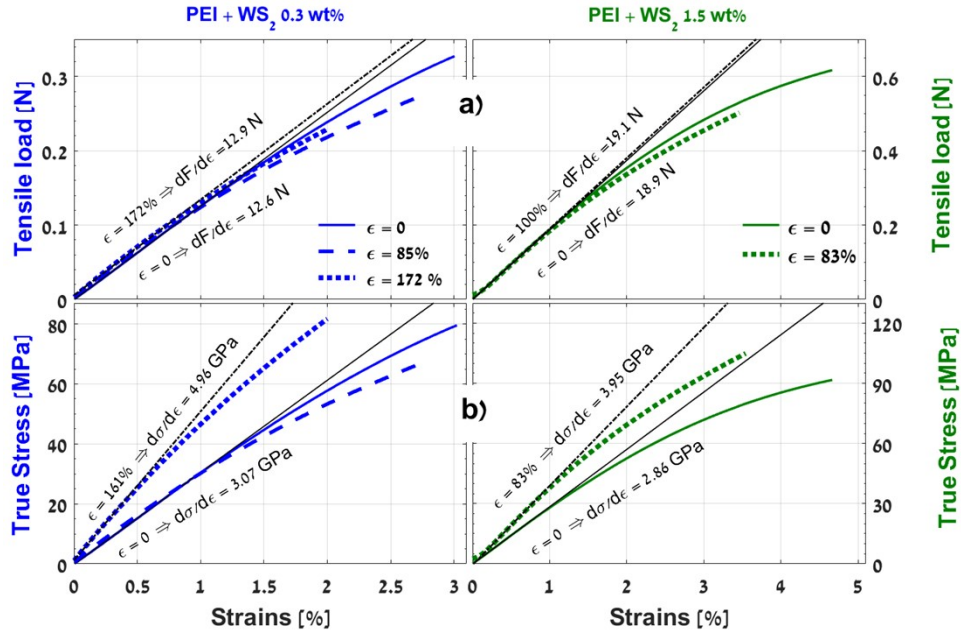 PEI + WS₂ 0.3 wt%
PEI + WS₂ 1.5 wt%
Tensile load [N]
0.3
0.2
0.1
0
ϵ = 172% ⇒ dF/dϵ =12.9 N
ϵ = 0 ⇒ dF/dϵ = 12.6 N
ϵ = 0
ϵ = 85%
ϵ = 172 %
a)
ϵ = 100% ⇒ dF/dϵ =19.1 N
ϵ = 0 ⇒ dF/dϵ = 18.9 N
ϵ = 0
ϵ = 83%
0.6
0.4
0.2
0
Tensile load [N]
True Stress [MPa]
80
60
40
20
0
ϵ = 161% ⇒ dσ/dϵ = 4.96 GPa
ϵ = 0 ⇒ dσ/dϵ = 3.07 GPa
b)
ϵ = 83% ⇒ dσ/dϵ = 3.95 GPa
ϵ = 0 ⇒ dσ/dϵ = 2.86 GPa
120
90
60
30
0
True Stress [MPa]
0 0.5 1 1.5 2 2.5 3
0 1 2 3 4 5
Strains [%]
Strains [%]